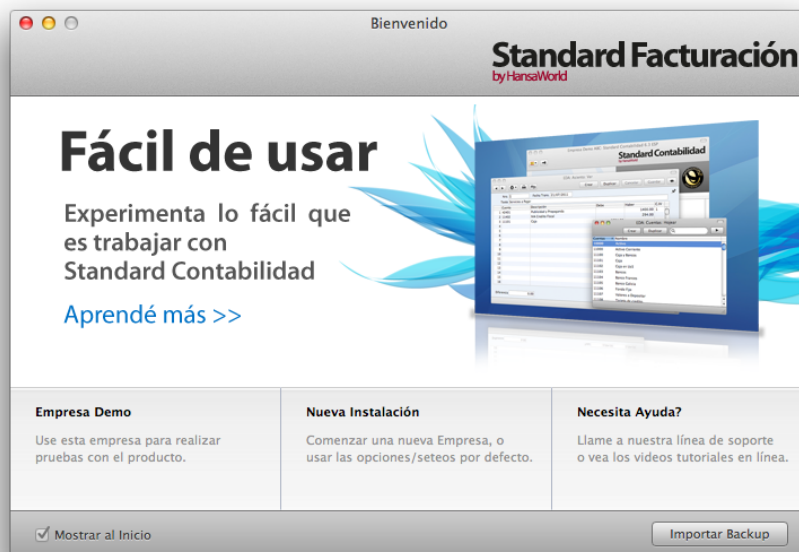 Bienvenido
Standard Facturación
by HansaWorld
Fácil de usar
Experimenta lo fácil que
es trabajar con
Standard Contabilidad
Aprendé más >>
Standard Contabilidad
Empresa Demo
Use esta empresa para realizar
pruebas con el producto.
Nueva Instalación
Comenzar una nueva Empresa, o
usar las opciones/seteos por defecto.
Necesita Ayuda?
Llame a nuestra línea de soporte
o vea los videos tutoriales en línea.
Mostrar al Inicio
Importar Backup